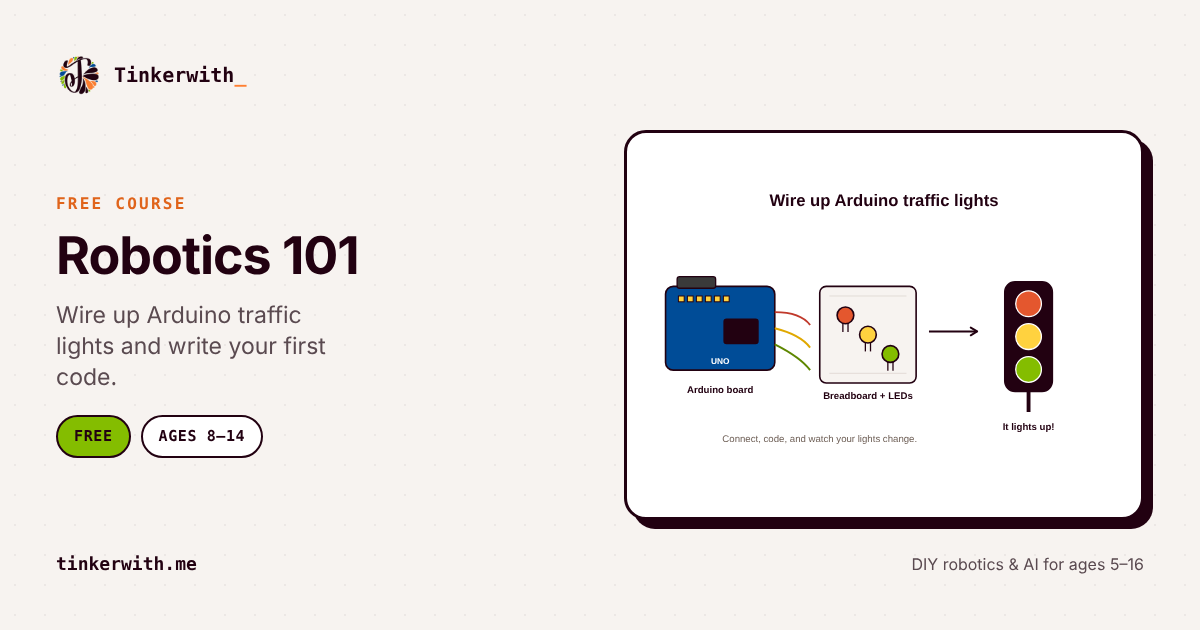 Tinkerwith_
FREE COURSE
Robotics 101
Wire up Arduino traffic
lights and write your first
code.
FREE
AGES 8–14
Wire up Arduino traffic lights
UNO
Arduino board
Breadboard + LEDs
It lights up!
Connect, code, and watch your lights change.
tinkerwith.me
DIY robotics & AI for ages 5–16